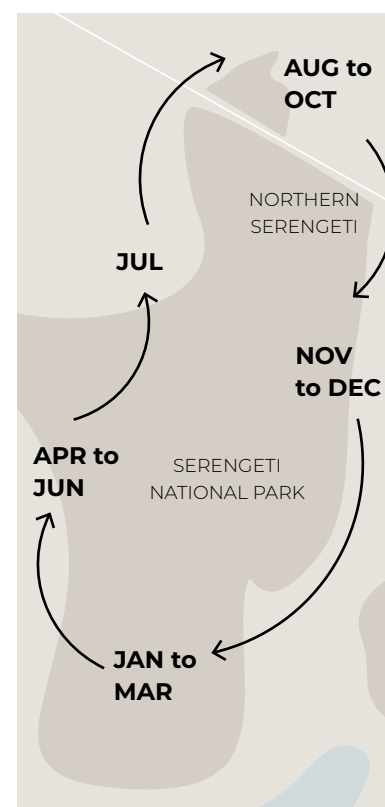 AUG to
OCT
NORTHERN
SERENGETI
JUL
NOV
to DEC
APR to
JUN
SERENGETI
NATIONAL PARK
JAN to
MAR